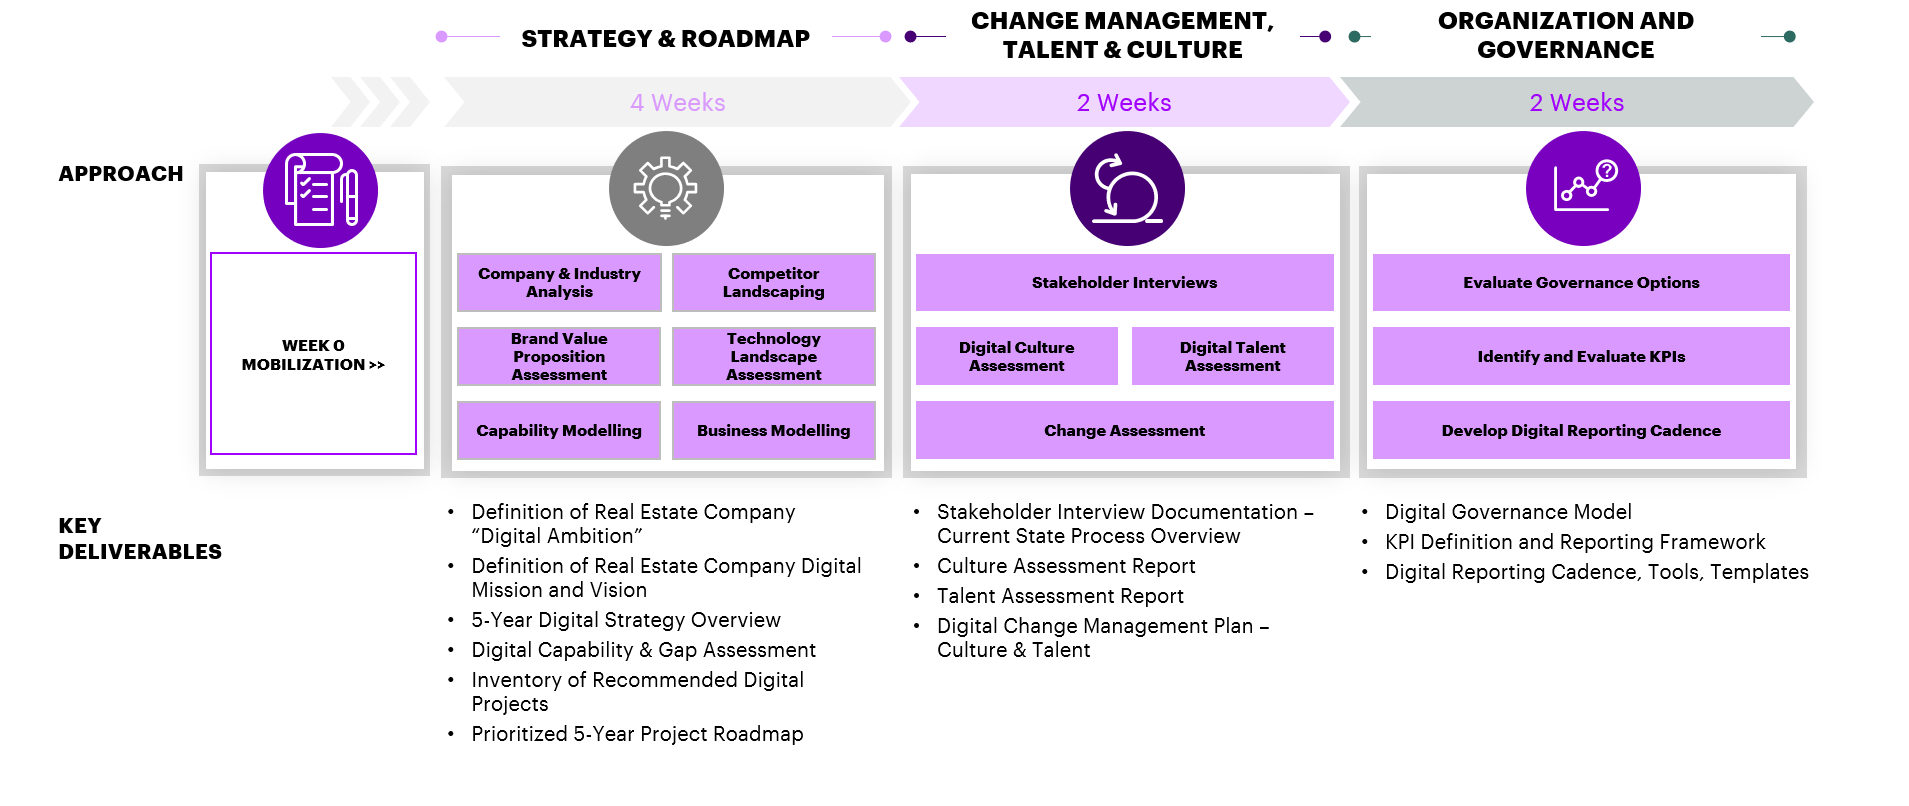 STRATEGY & ROADMAP
CHANGE MANAGEMENT,
TALENT & CULTURE
ORGANIZATION AND
GOVERNANCE
4 Weeks
2 Weeks
2 Weeks
APPROACH
?
WEEK 0
MOBILIZATION >>
Company & Industry
Analysis
Competitor
Landscaping
Brand Value
Proposition
Assessment
Technology
Landscape
Assessment
Capability Modelling
Business Modelling
Stakeholder Interviews
Digital Culture
Assessment
Digital Talent
Assessment
Change Assessment
Evaluate Governance Options
Identify and Evaluate KPIs
Develop Digital Reporting Cadence
KEY
DELIVERABLES
• Definition of Real Estate Company
“Digital Ambition”
• Definition of Real Estate Company Digital
Mission and Vision
• 5-Year Digital Strategy Overview
• Digital Capability & Gap Assessment
• Inventory of Recommended Digital
Projects
• Prioritized 5-Year Project Roadmap
• Stakeholder Interview Documentation –
Current State Process Overview
• Culture Assessment Report
• Talent Assessment Report
• Digital Change Management Plan –
Culture & Talent
• Digital Governance Model
• KPI Definition and Reporting Framework
• Digital Reporting Cadence, Tools, Templates